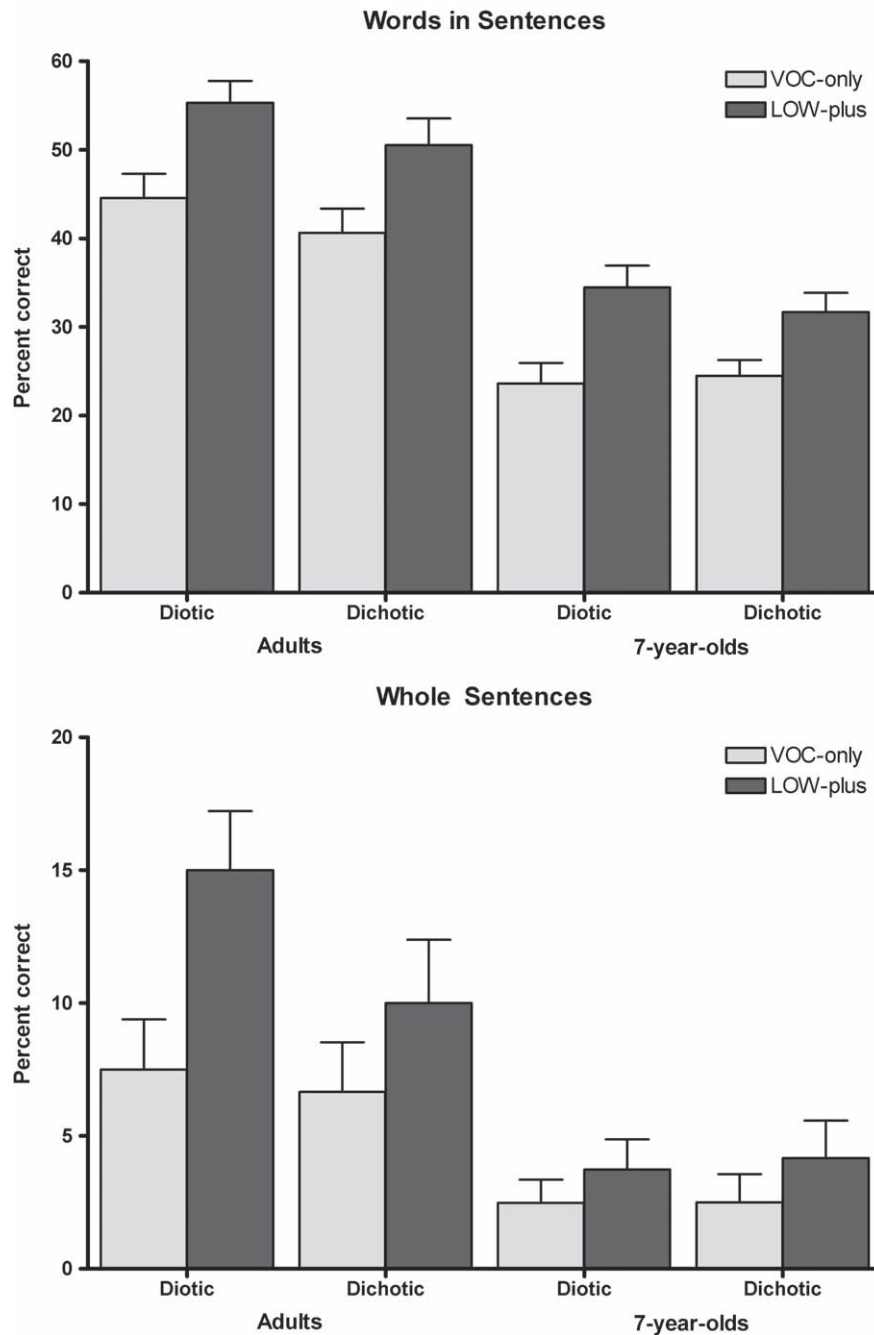 Words in Sentences
60
50
40
30
20
10
0
Percent correct
VOC-only
LOW-plus
Diotic Dichotic Diotic Dichotic
Adults 7-year-olds
Whole Sentences
20
15
10
5
0
Percent correct
VOC-only
LOW-plus
Diotic Dichotic Diotic Dichotic
Adults 7-year-olds